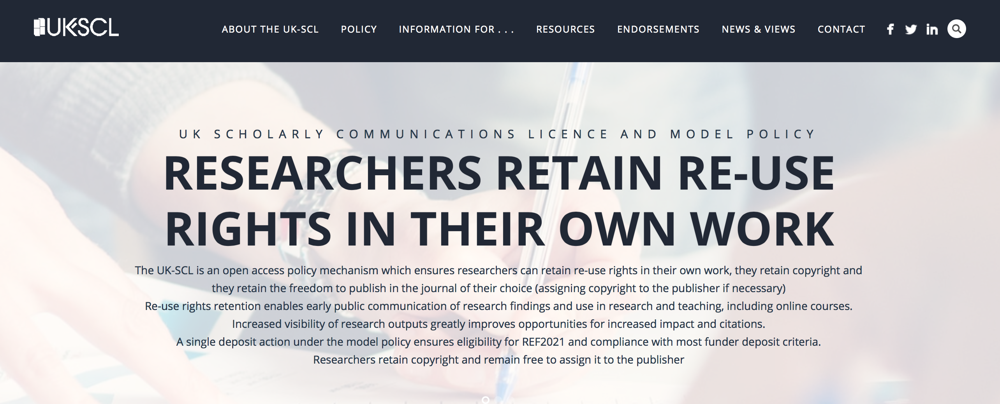 UKSCL
ABOUT THE UK-SCL POLICY INFORMATION FOR . . . RESOURCES ENDORSEMENTS NEWS & VIEWS CONTACT
UK SCHOLARLY COMMUNICATIONS LICENCE AND MODEL POLICY
RESEARCHERS RETAIN RE-USE
RIGHTS IN THEIR OWN WORK
The UK-SCL is an open access policy mechanism which ensures researchers can retain re-use rights in their own work, they retain copyright and
they retain the freedom to publish in the journal of their choice (assigning copyright to the publisher if necessary)
Re-use rights retention enables early public communication of research findings and use in research and teaching, including online courses.
Increased visibility of research outputs greatly improves opportunities for increased impact and citations.
A single deposit action under the model policy ensures eligibility for REF2021 and compliance with most funder deposit criteria.
Researchers retain copyright and remain free to assign it to the publisher